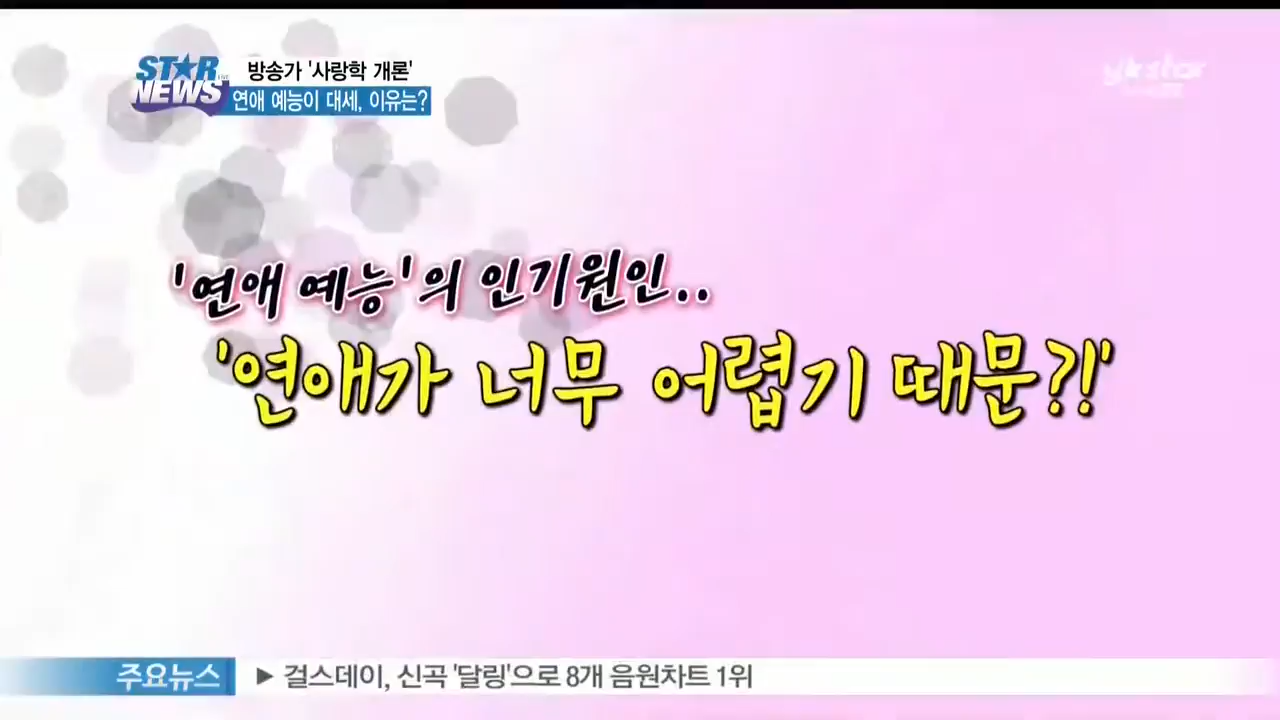 STAR NEWS LIVE
방송가 '사랑학 개론'
연애 예능이 대세, 이유는?
y★star
'연애 예능'의 인기원인..
'연애가 너무 어렵기 때문?!'
주요뉴스
▶ 걸스데이, 신곡 '달링'으로 8개 음원차트 1위